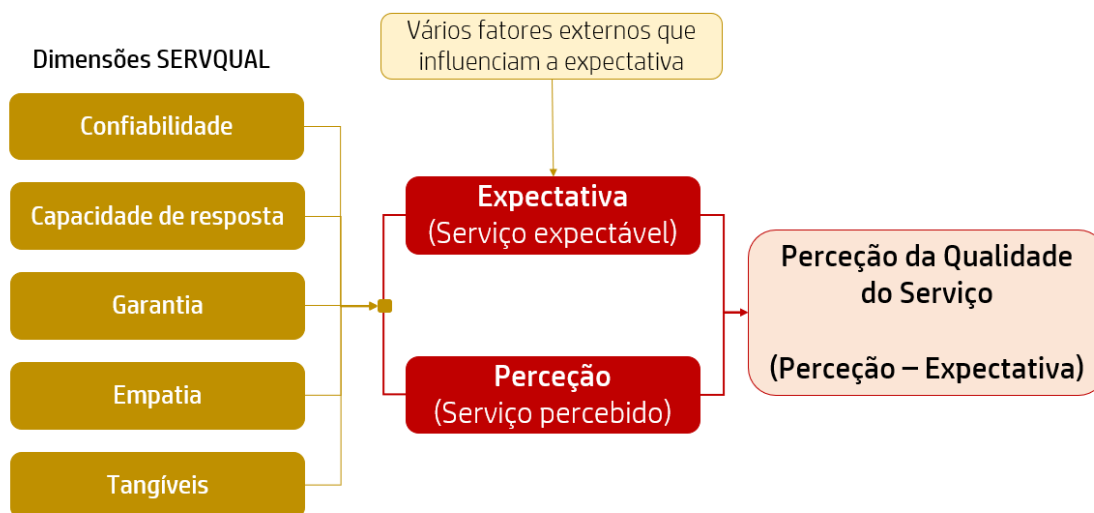 Dimensões SERVQUAL
Confiabilidade
Capacidade de resposta
Garantia
Empatia
Tangíveis
Vários fatores externos que
influenciam a expectativa
Expectativa
(Serviço expectável)
Perceção
(Serviço percebido)
Perceção da Qualidade
do Serviço
(Perceção – Expectativa)